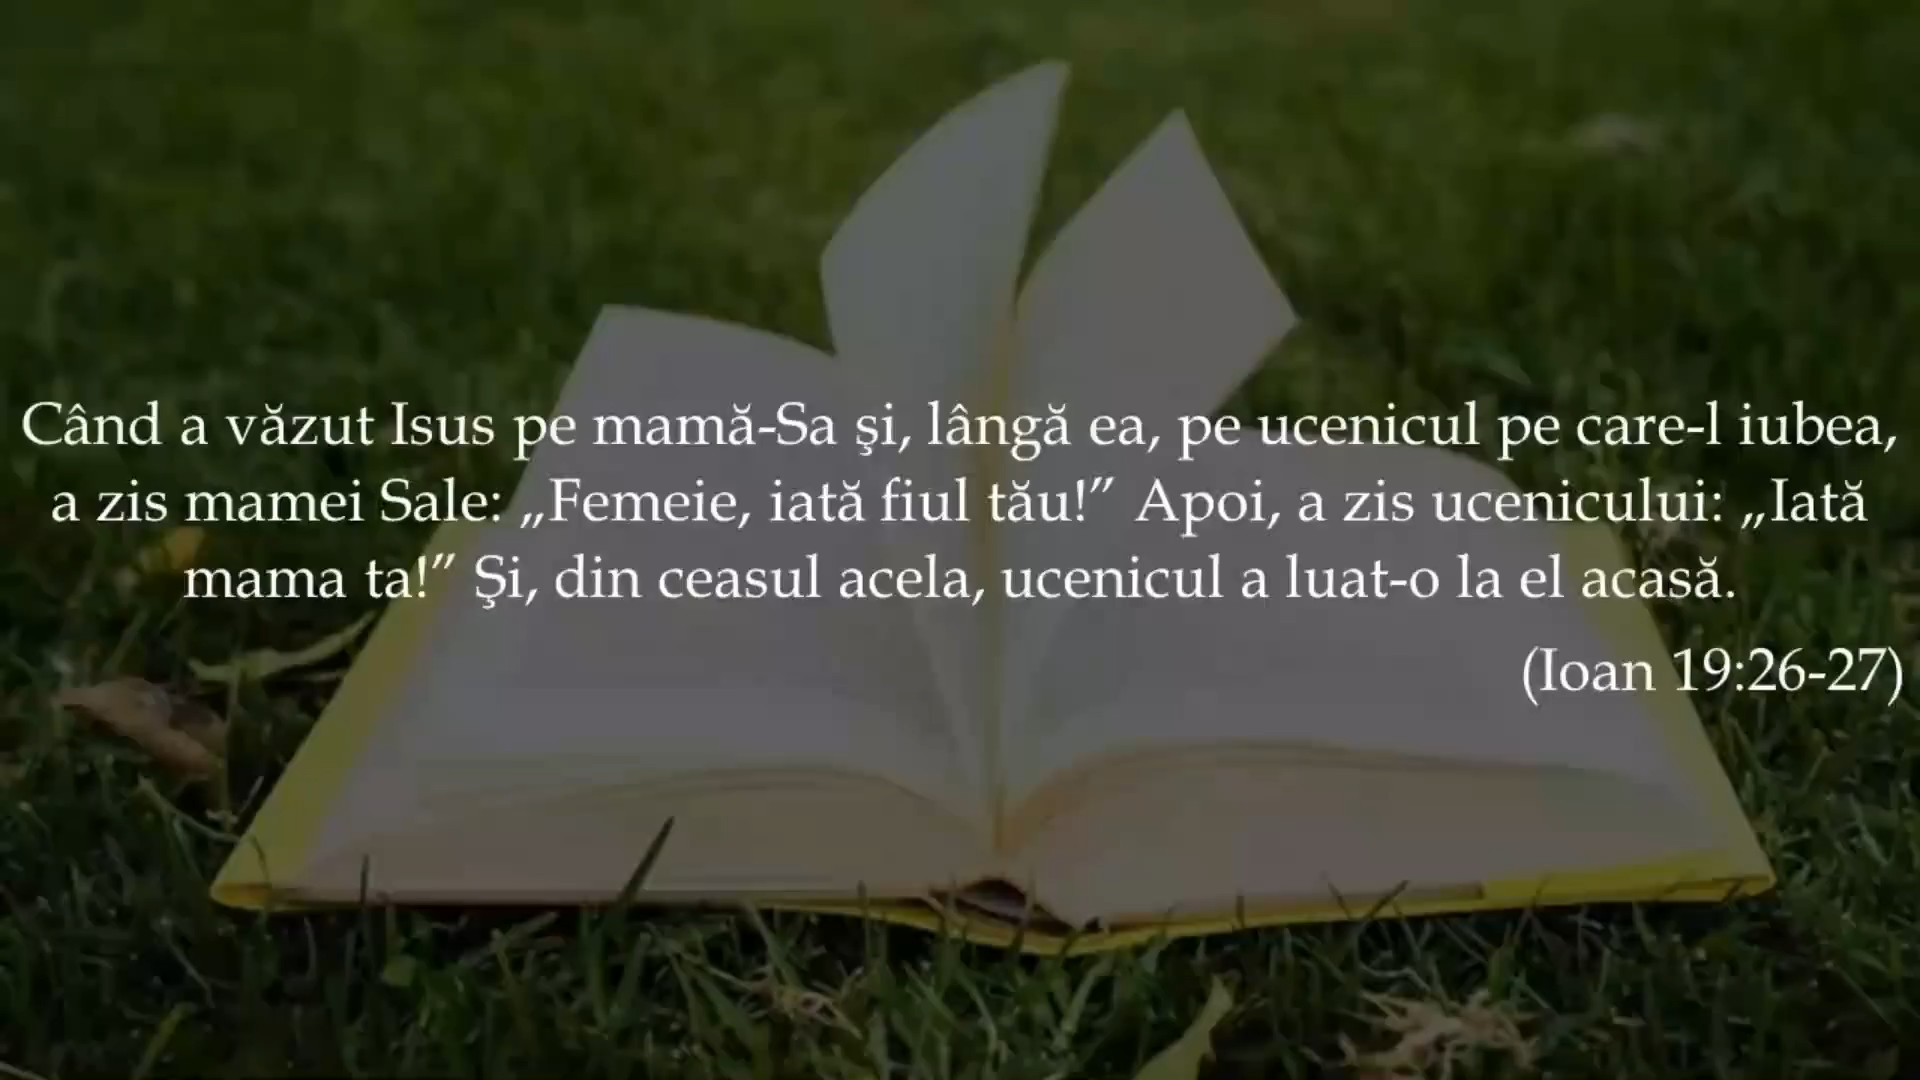 Când a văzut Isus pe mamă-Sa şi, lângă ea, pe ucenicul pe care-l iubea,
a zis mamei Sale: „Femeie, iată fiul tău!” Apoi, a zis ucenicului: „Iată
mama ta!” Şi, din ceasul acela, ucenicul a luat-o la el acasă.
(Ioan 19:26-27)